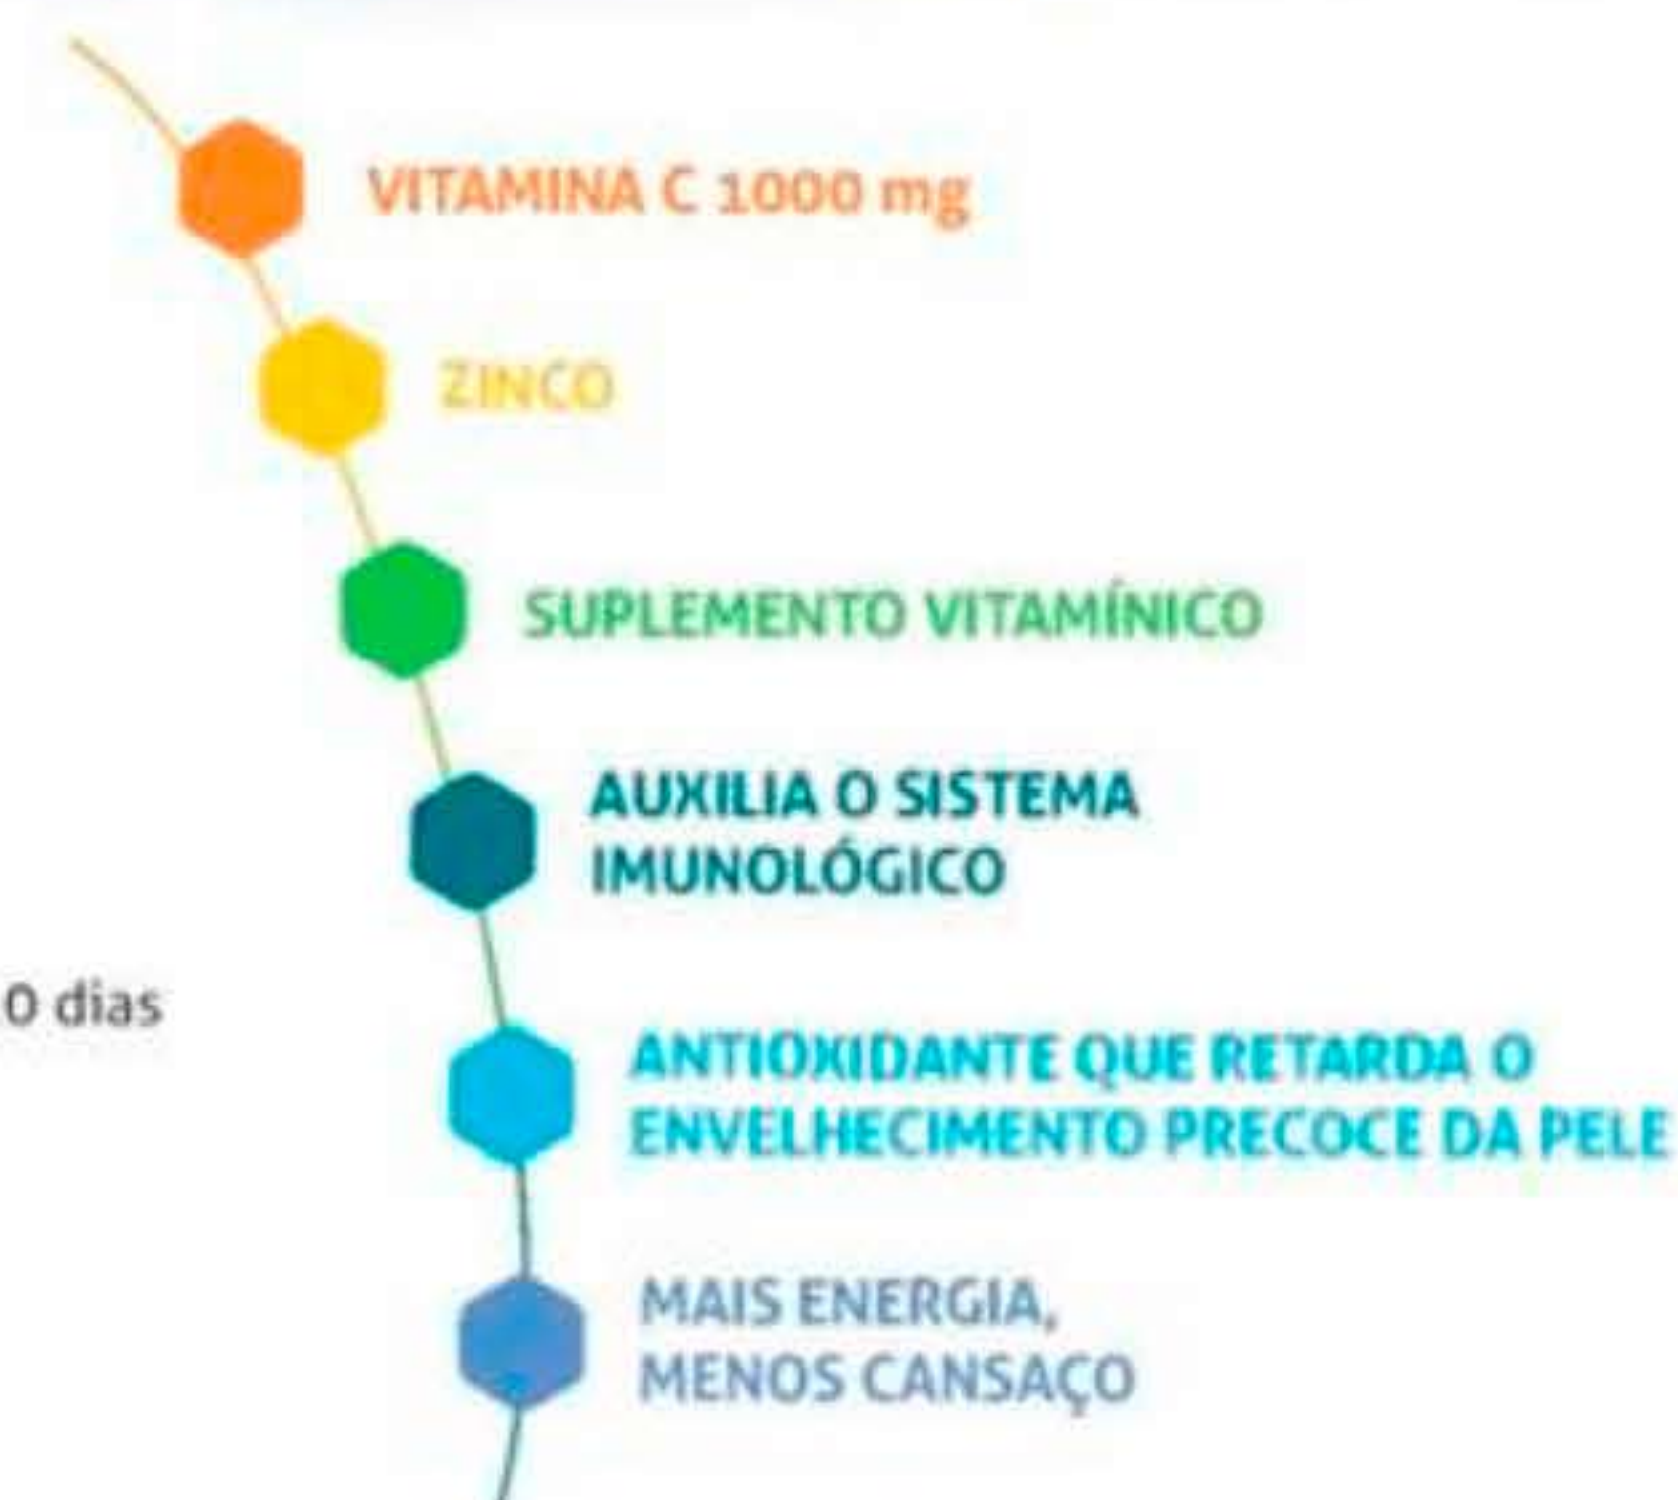 VITAMINA C 1000 mg
ZINCO
SUPLEMENTO VITAMÍNICO
AUXILIA O SISTEMA
IMUNOLÓGICO
0 dias
ANTIOXIDANTE QUE RETARDA O
ENVELHECIMENTO PRECOCE DA PELE
MAIS ENERGIA,
MENOS CANSAÇO